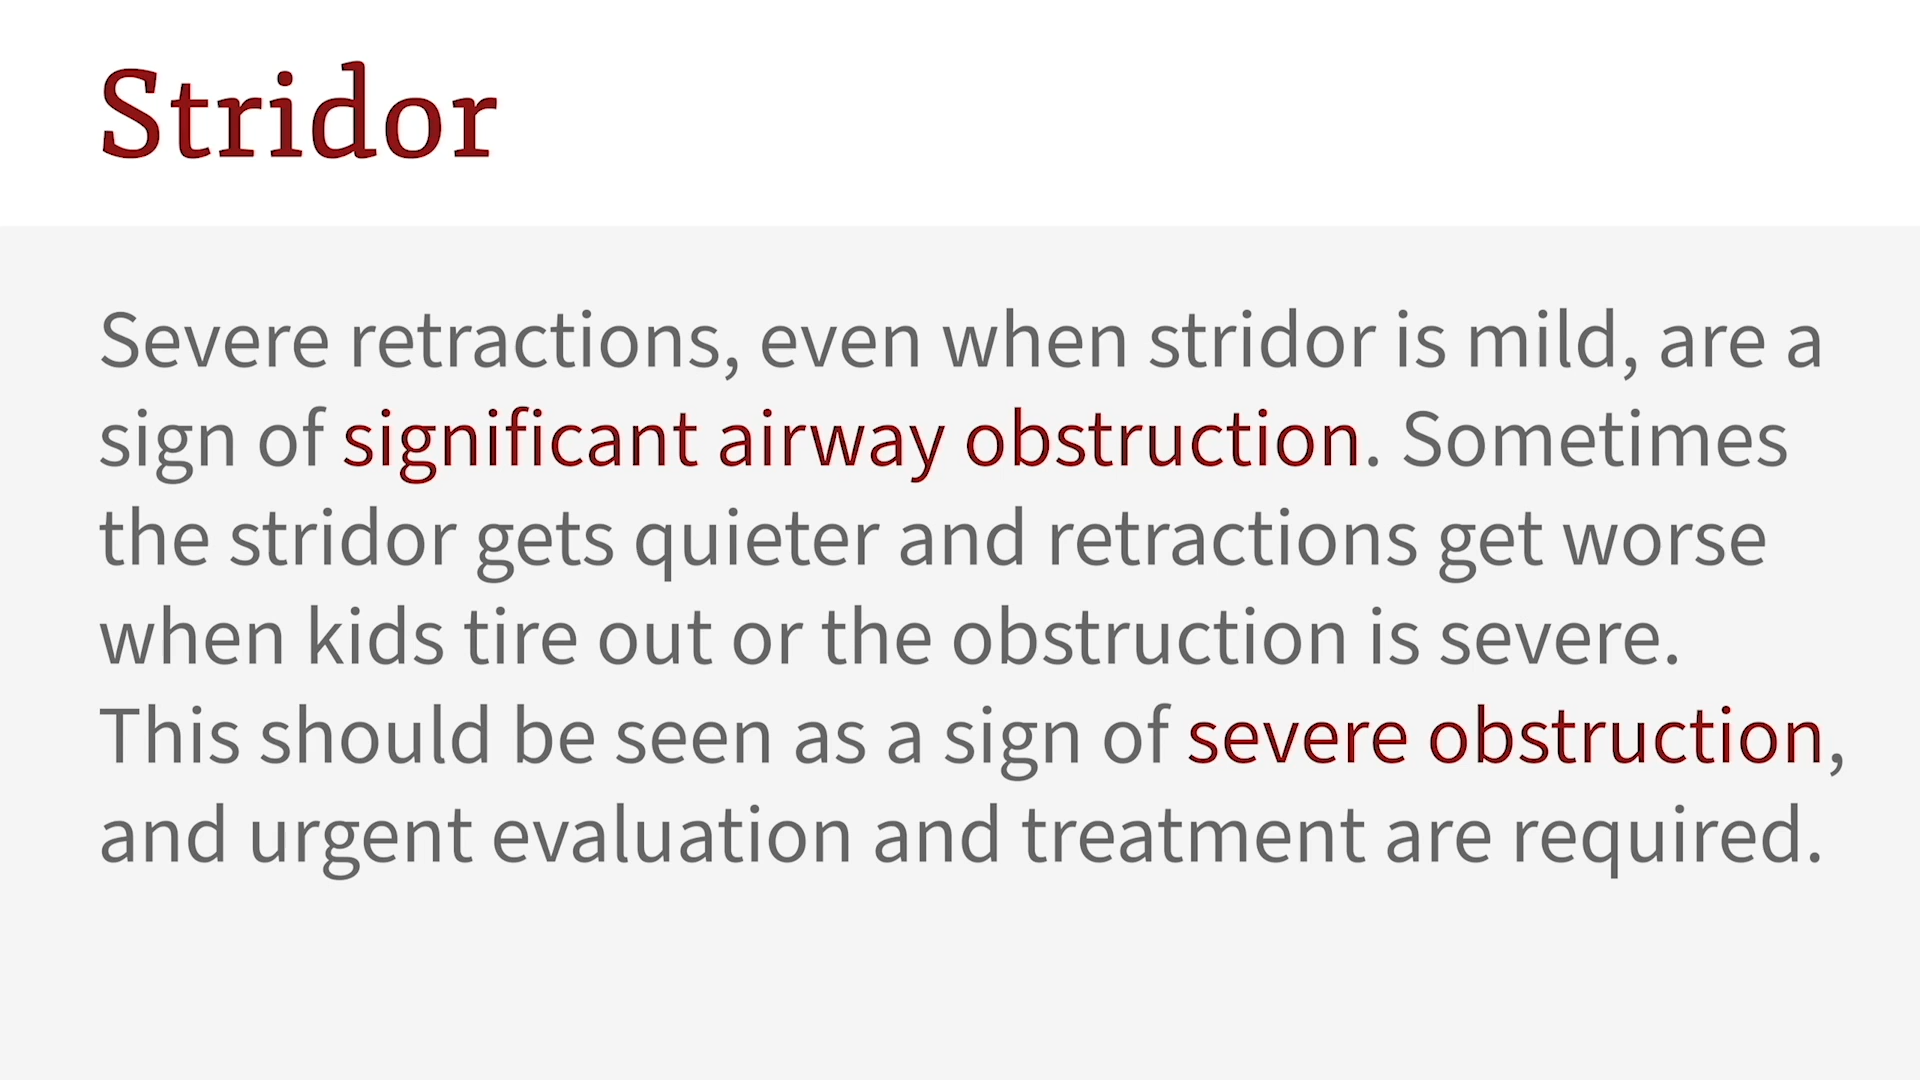 Stridor
Severe retractions, even when stridor is mild, are a
sign of significant airway obstruction. Sometimes
the stridor gets quieter and retractions get worse
when kids tire out or the obstruction is severe.
This should be seen as a sign of severe obstruction,
and urgent evaluation and treatment are required.